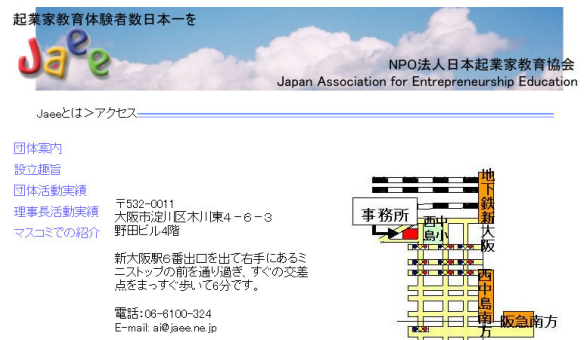 起業家教育体験者数日本一を
Jaee
NPO法人日本起業家教育協会
Japan Association for Entrepreneurship Education
Jaeeとは＞アクセス
団体案内
設立趣旨
団体活動実績
理事長活動実績
マスコミでの紹介
〒532-0011
大阪市淀川区木川東４－６－３
野田ビル4階
新大阪駅6番出口を出て右手にあるミ
ニストップの前を通り過ぎ、すぐの交差
点をまっすぐ歩いて6分です。
電話：06-6100-324
E-mail: ai@jaee.ne.jp
地下鉄新大阪
事務所
西中
島小
西中島南方
阪急南方